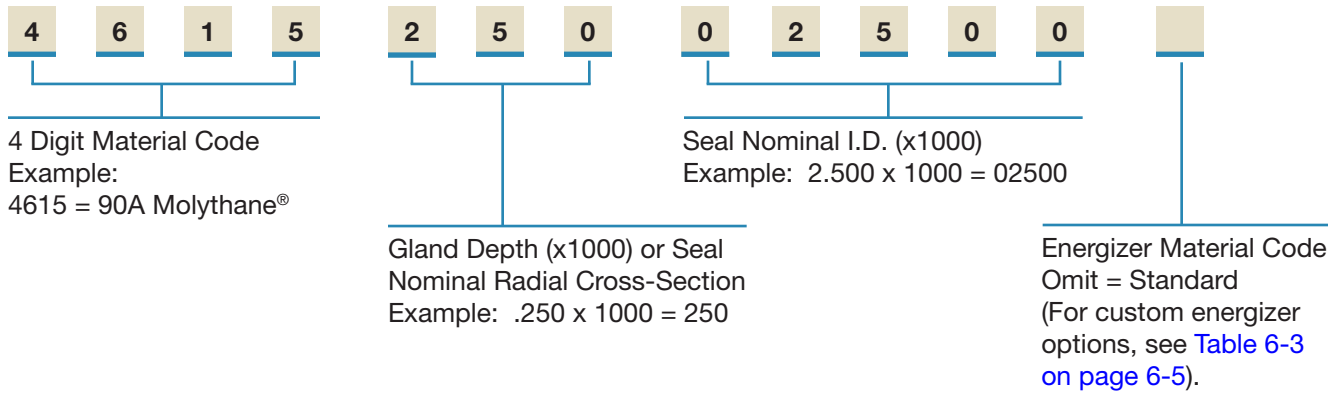 4 6 1 5 2 5 0 0 2 5 0 0
4 Digit Material Code
Example:
4615 = 90A Molythane®
Seal Nominal I.D. (x1000)
Example: 2.500 x 1000 = 02500
Gland Depth (x1000) or Seal
Nominal Radial Cross-Section
Example: .250 x 1000 = 250
Energizer Material Code
Omit = Standard
(For custom energizer
options, see Table 6-3
on page 6-5).